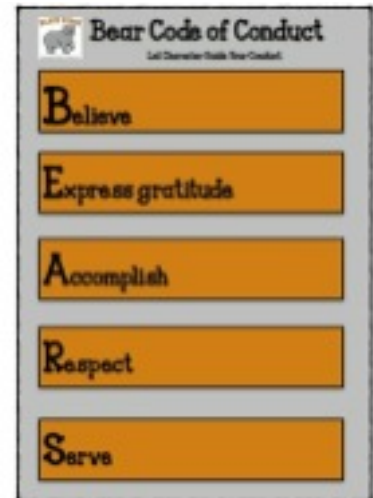 Bear Code of Conduct
Let Character Guide Your Conduct
Believe
Express gratitude
Accomplish
Respect
Serve